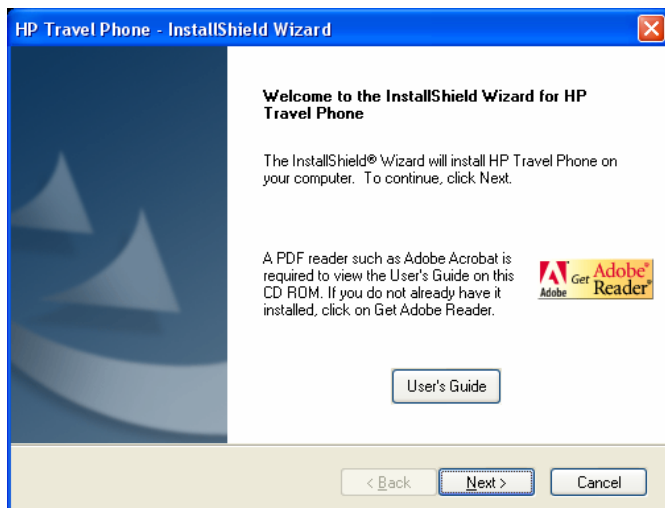 HP Travel Phone - InstallShield Wizard
Welcome to the InstallShield Wizard for HP
Travel Phone
The InstallShield® Wizard will install HP Travel Phone on
your computer.  To continue, click Next.
A PDF reader such as Adobe Acrobat is
required to view the User's Guide on this
CD ROM. If you do not already have it
installed, click on Get Adobe Reader.
Adobe
Get Adobe®
Reader®
User's Guide
< Back
Next >
Cancel